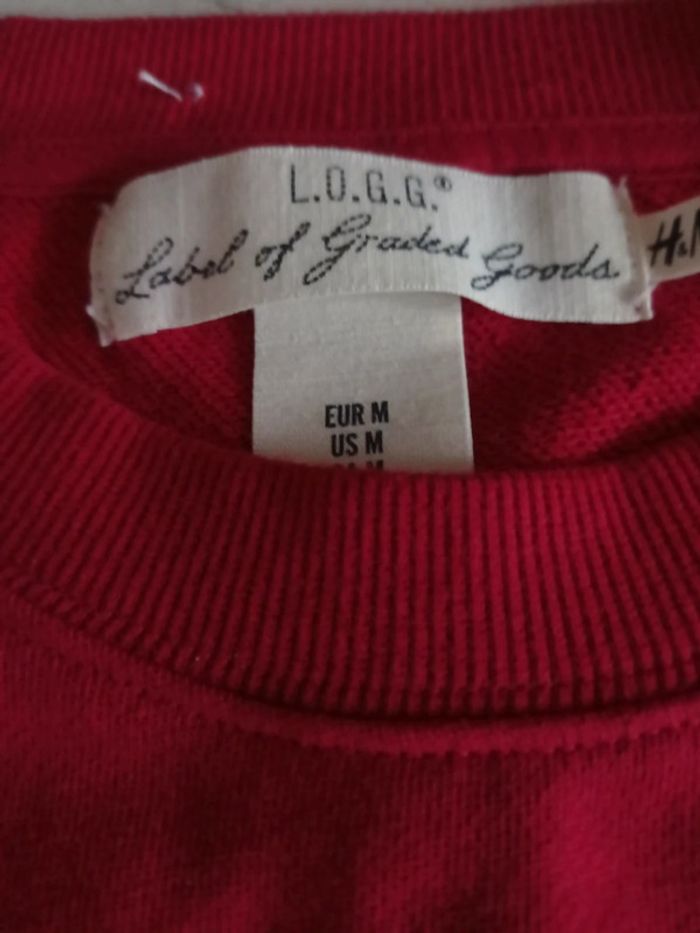 L.O.G.G.®
Label of Graded Goods
H&M
EUR M
US M